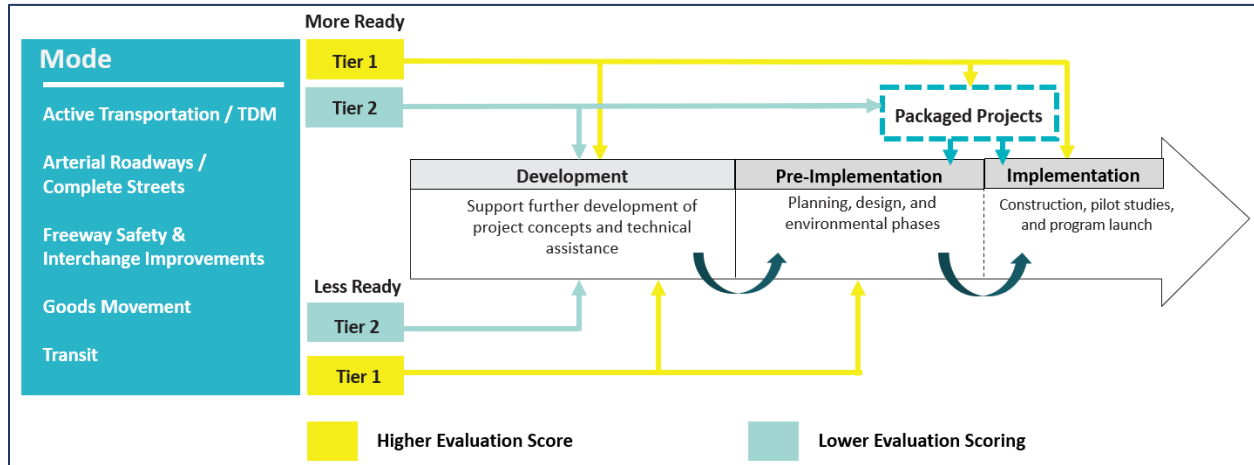 Mode
Active Transportation / TDM
Arterial Roadways /
Complete Streets
Freeway Safety &
Interchange Improvements
Goods Movement
Transit
More Ready
Tier 1
Tier 2
Packaged Projects
Development
Support further development of
project concepts and technical
assistance
Pre-Implementation
Planning, design, and
environmental phases
Implementation
Construction, pilot studies,
and program launch
Less Ready
Tier 2
Tier 1
Higher Evaluation Score
Lower Evaluation Scoring